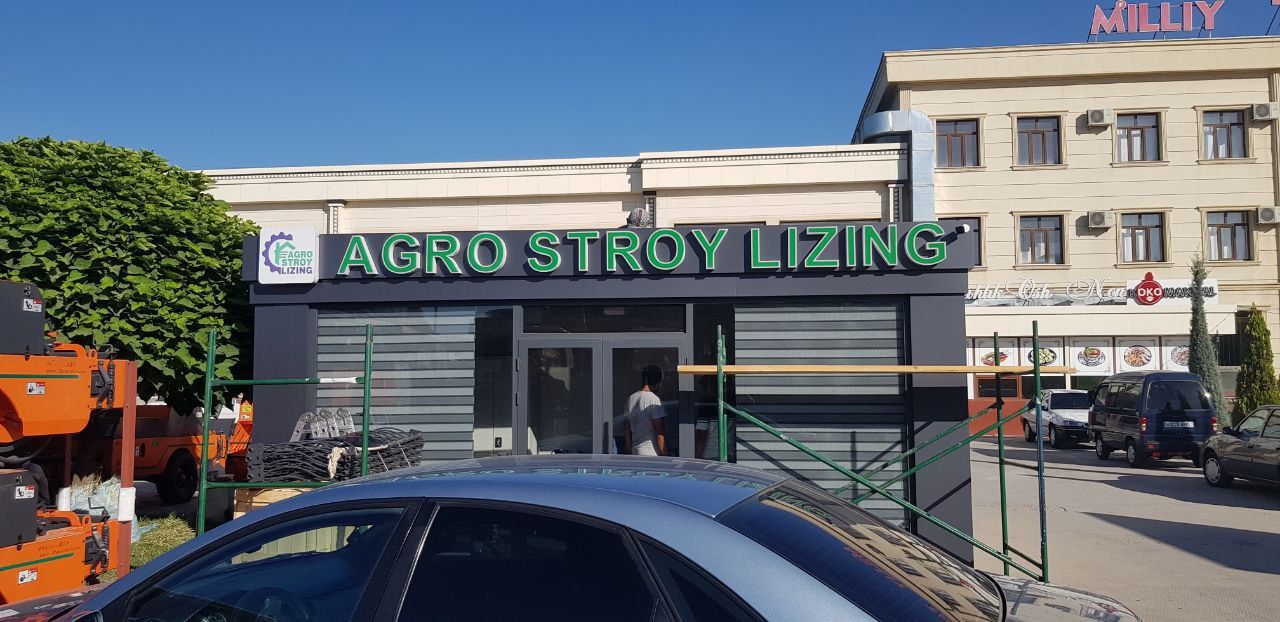 MILLIY
AGRO
STROY
LIZING
AGRO STROY LIZING
OKO